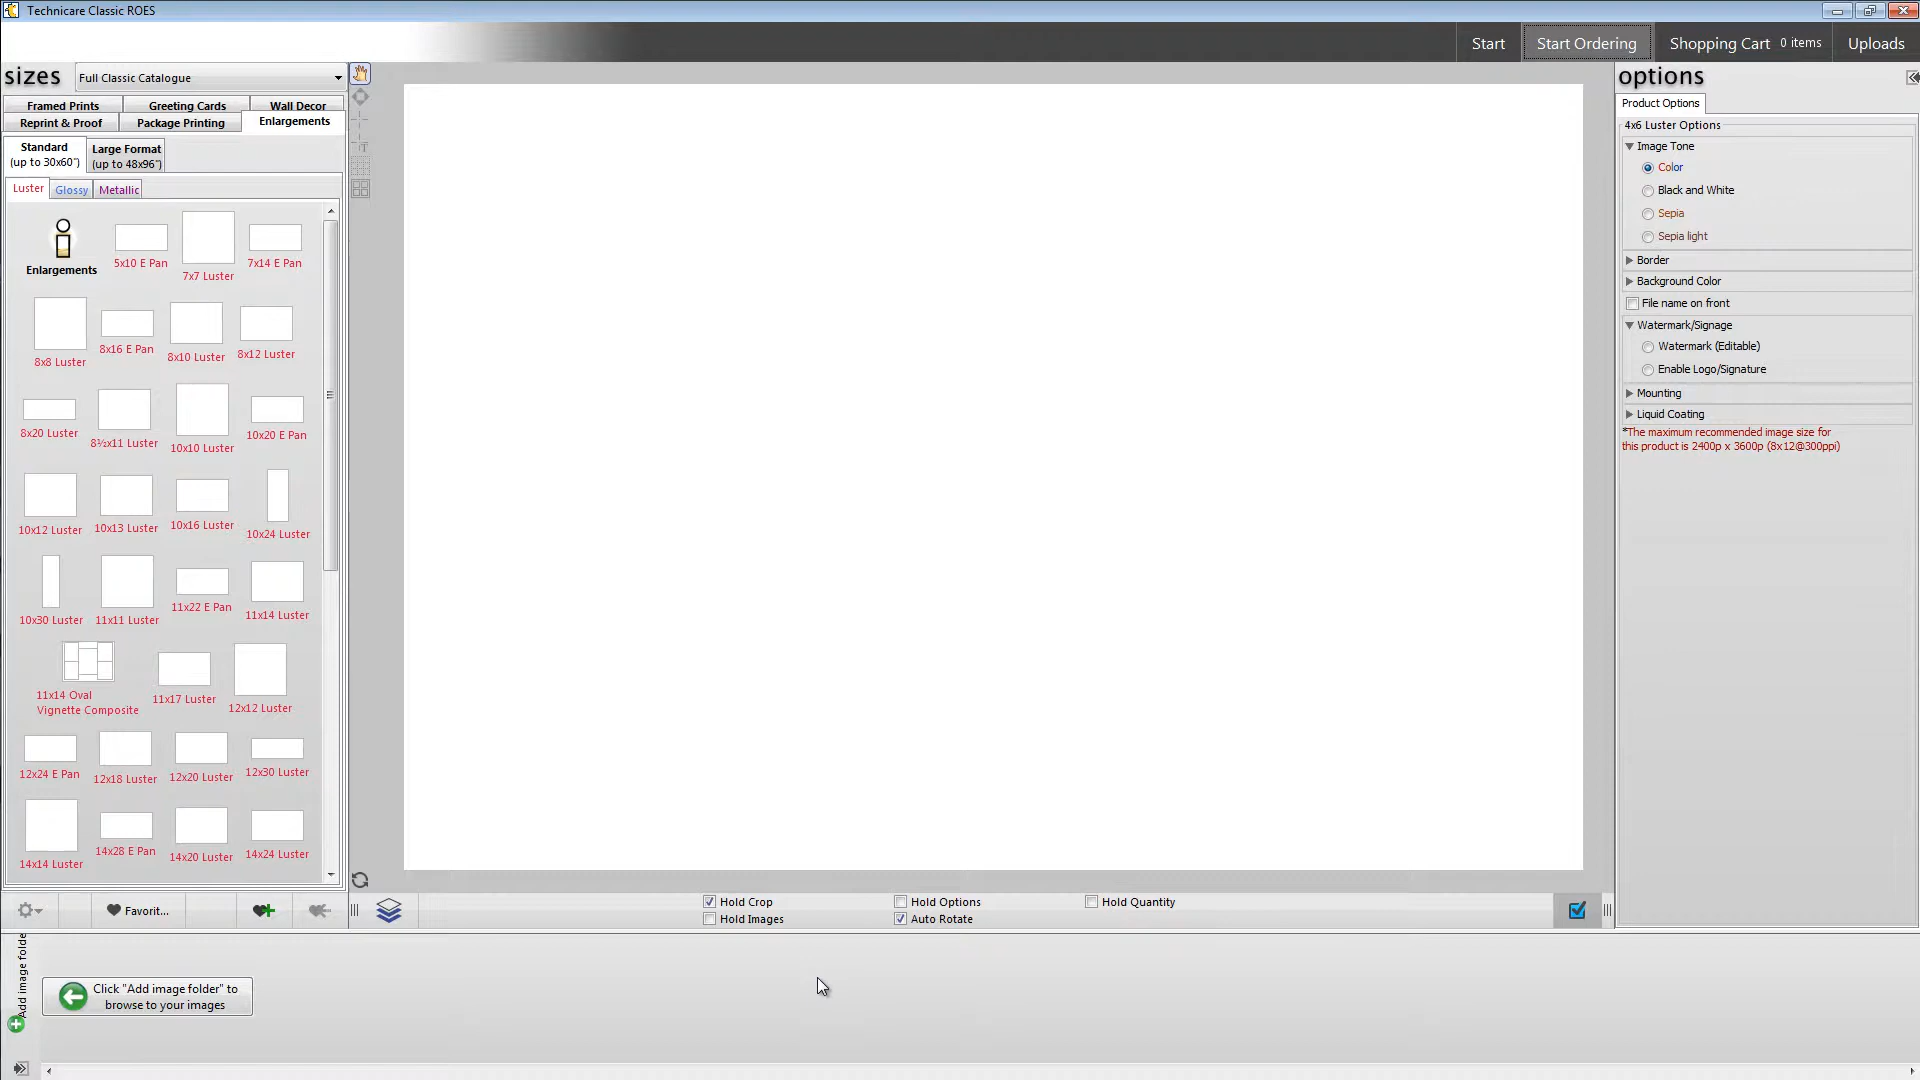 Technicare Classic ROES
Start
Start Ordering
Shopping Cart 0 items
Uploads
sizes
Full Classic Catalogue
Framed Prints
Greeting Cards
Wall Decor
Reprint & Proof
Package Printing
Enlargements
Standard
(up to 30x60")
Large Format
(up to 48x96")
Luster
Glossy
Metallic
Enlargements
5x10 E Pan
7x7 Luster
7x14 E Pan
8x8 Luster
8x16 E Pan
8x10 Luster
8x12 Luster
8x20 Luster
8½x11 Luster
10x10 Luster
10x20 E Pan
10x12 Luster
10x13 Luster
10x16 Luster
10x24 Luster
10x30 Luster
11x11 Luster
11x22 E Pan
11x14 Luster
11x14 Oval
Vignette Composite
11x17 Luster
12x12 Luster
12x24 E Pan
12x18 Luster
12x20 Luster
12x30 Luster
14x14 Luster
14x28 E Pan
14x20 Luster
14x24 Luster
Favorit...
Hold Crop
Hold Images
Hold Options
Auto Rotate
Hold Quantity
options
Product Options
4x6 Luster Options
Image Tone
Color
Black and White
Sepia
Sepia light
Border
Background Color
File name on front
Watermark/Signage
Watermark (Editable)
Enable Logo/Signature
Mounting
Liquid Coating
*The maximum recommended image size for
this product is 2400p x 3600p (8x12@300ppi)
Add image folde
Click "Add image folder" to
browse to your images